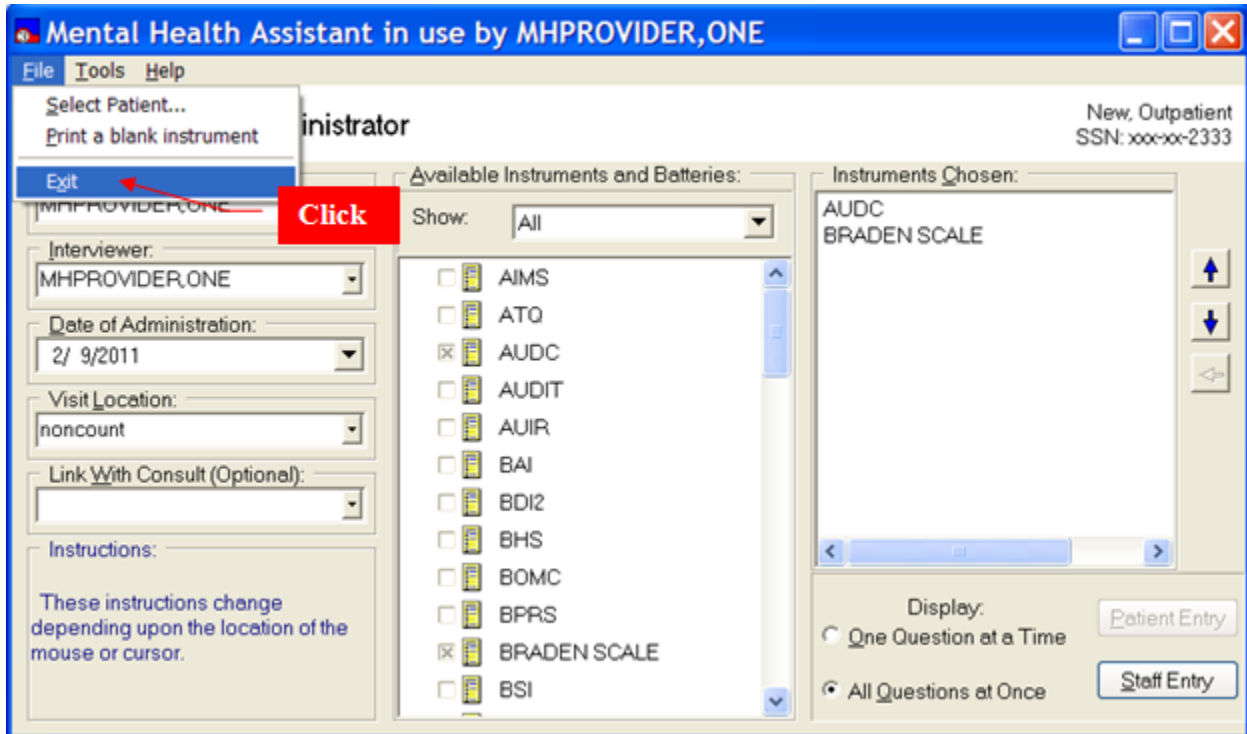 Mental Health Assistant in use by MHPROVIDER,ONE
File Tools Help
Select Patient...
Print a blank instrument
Exit
Click
inistrator
New, Outpatient
SSN: xxx-xx-2333
MHPROVIDER,ONE
Interviewer:
MHPROVIDER,ONE
Date of Administration:
2/ 9/2011
Visit Location:
noncount
Link With Consult (Optional):
Instructions:
These instructions change
depending upon the location of the
mouse or cursor.
Available Instruments and Batteries:
Show: All
AIMS
ATQ
AUDC
AUDIT
AUIR
BAI
BDI2
BHS
BOMC
BPRS
BRADEN SCALE
BSI
Instruments Chosen:
AUDC
BRADEN SCALE
Display:
One Question at a Time
All Questions at Once
Patient Entry
Staff Entry